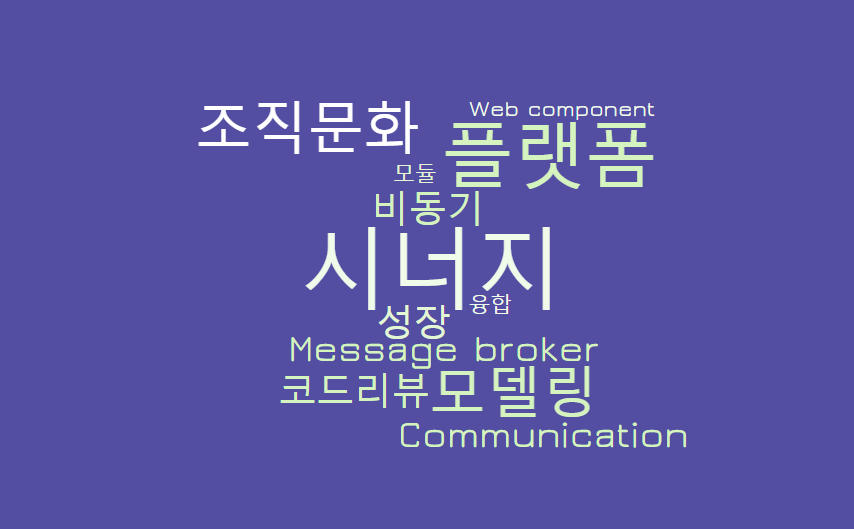 Web component
조직문화
플랫폼
모듈
비동기
시너지
융합
성장
Message broker
코드리뷰
모델링
Communication